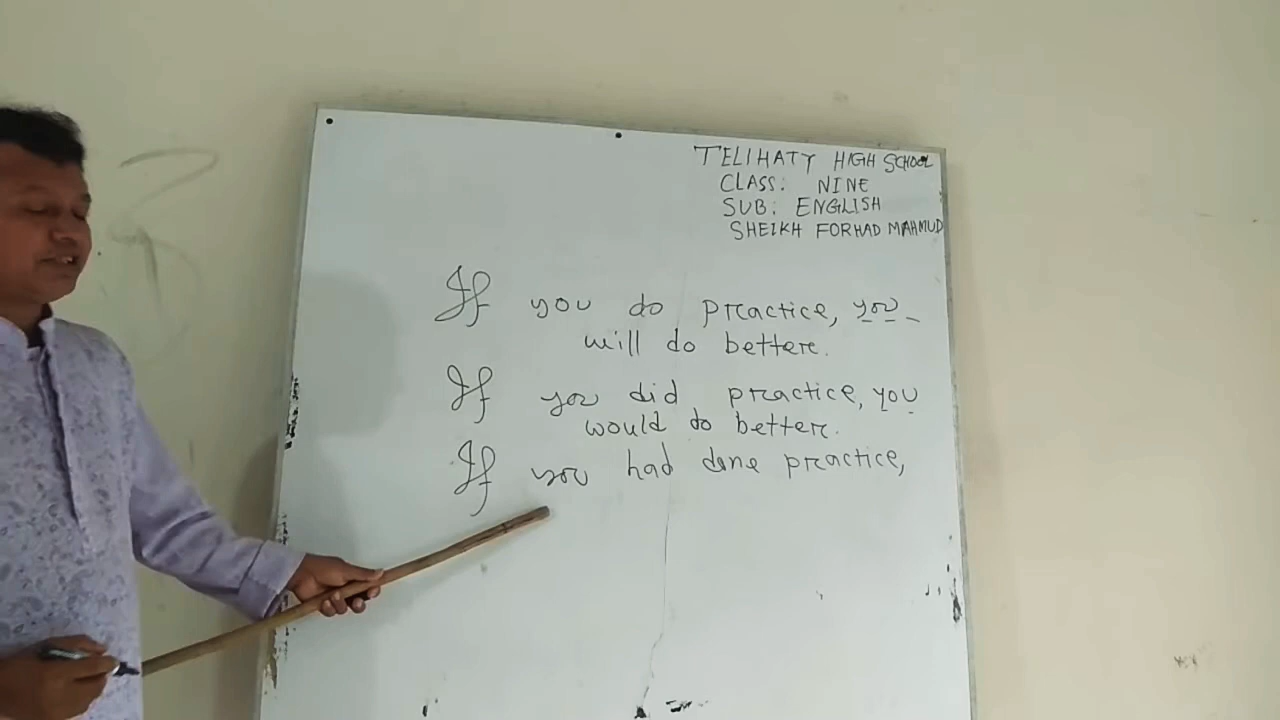 TELIHATY HIGH SCHOOL
CLASS: NINE
SUB: ENGLISH
SHEIKH FORHAD MAHMUD
If you do practice, you
will do better.
If you did practice, you
would do better.
If you had done practice,